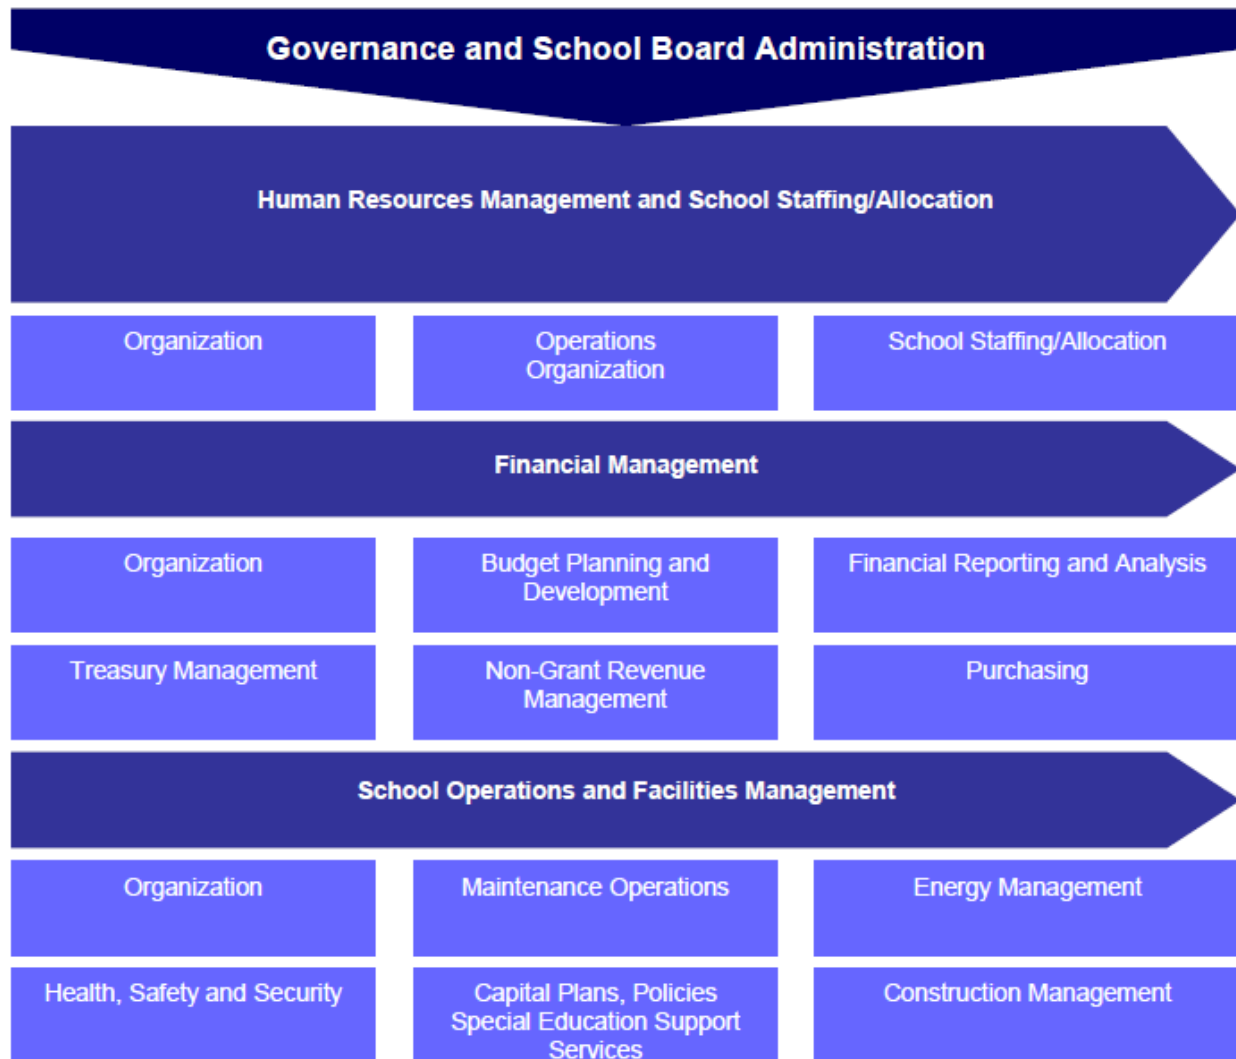 Governance and School Board Administration
Human Resources Management and School Staffing/Allocation
Organization
Operations
Organization
School Staffing/Allocation
Financial Management
Organization
Budget Planning and
Development
Financial Reporting and Analysis
Treasury Management
Non-Grant Revenue
Management
Purchasing
School Operations and Facilities Management
Organization
Maintenance Operations
Energy Management
Health, Safety and Security
Capital Plans, Policies
Special Education Support
Services
Construction Management